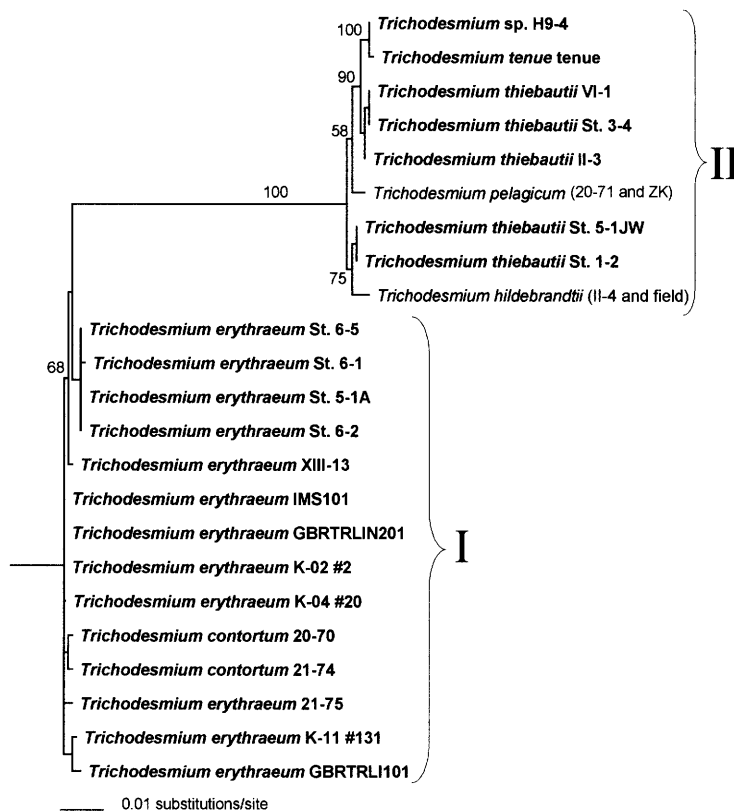 100
Trichodesmium sp. H9-4
Trichodesmium tenue tenue
90
Trichodesmium thiebautii VI-1
58
Trichodesmium thiebautii St. 3-4
Trichodesmium thiebautii II-3
II
100
Trichodesmium pelagicum (20-71 and ZK)
Trichodesmium thiebautii St. 5-1JW
Trichodesmium thiebautii St. 1-2
75
Trichodesmium hildebrandtii (II-4 and field)
Trichodesmium erythraeum St. 6-5
68
Trichodesmium erythraeum St. 6-1
Trichodesmium erythraeum St. 5-1A
Trichodesmium erythraeum St. 6-2
Trichodesmium erythraeum XIII-13
Trichodesmium erythraeum IMS101
Trichodesmium erythraeum GBRTRLIN201
I
Trichodesmium erythraeum K-02 #2
Trichodesmium erythraeum K-04 #20
Trichodesmium contortum 20-70
Trichodesmium contortum 21-74
Trichodesmium erythraeum 21-75
Trichodesmium erythraeum K-11 #131
Trichodesmium erythraeum GBRTRLI101
0.01 substitutions/site